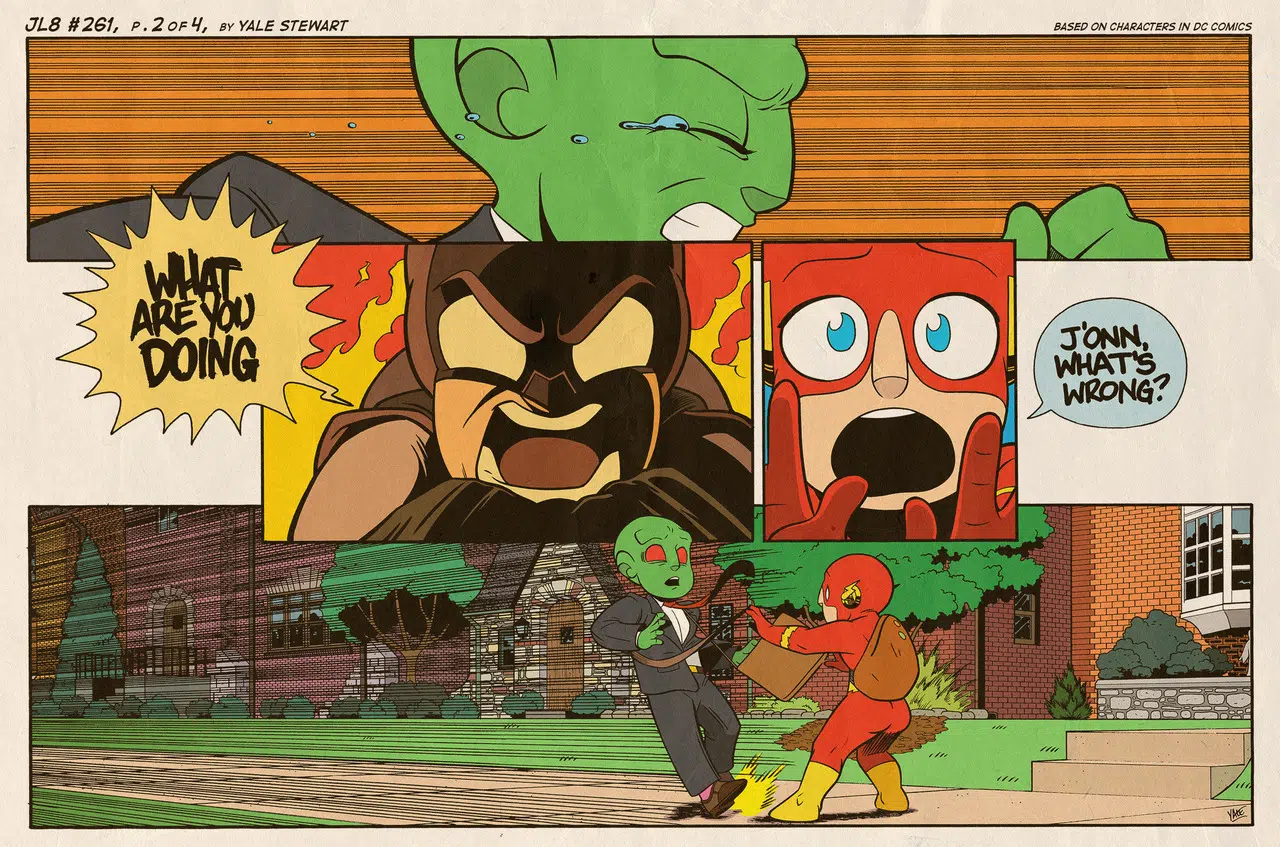 JL8 #261, P. 2 OF 4, BY YALE STEWART
BASED ON CHARACTERS IN DC COMICS
WHAT
ARE YOU
DOING
J'ONN,
WHAT'S
WRONG?
YALE